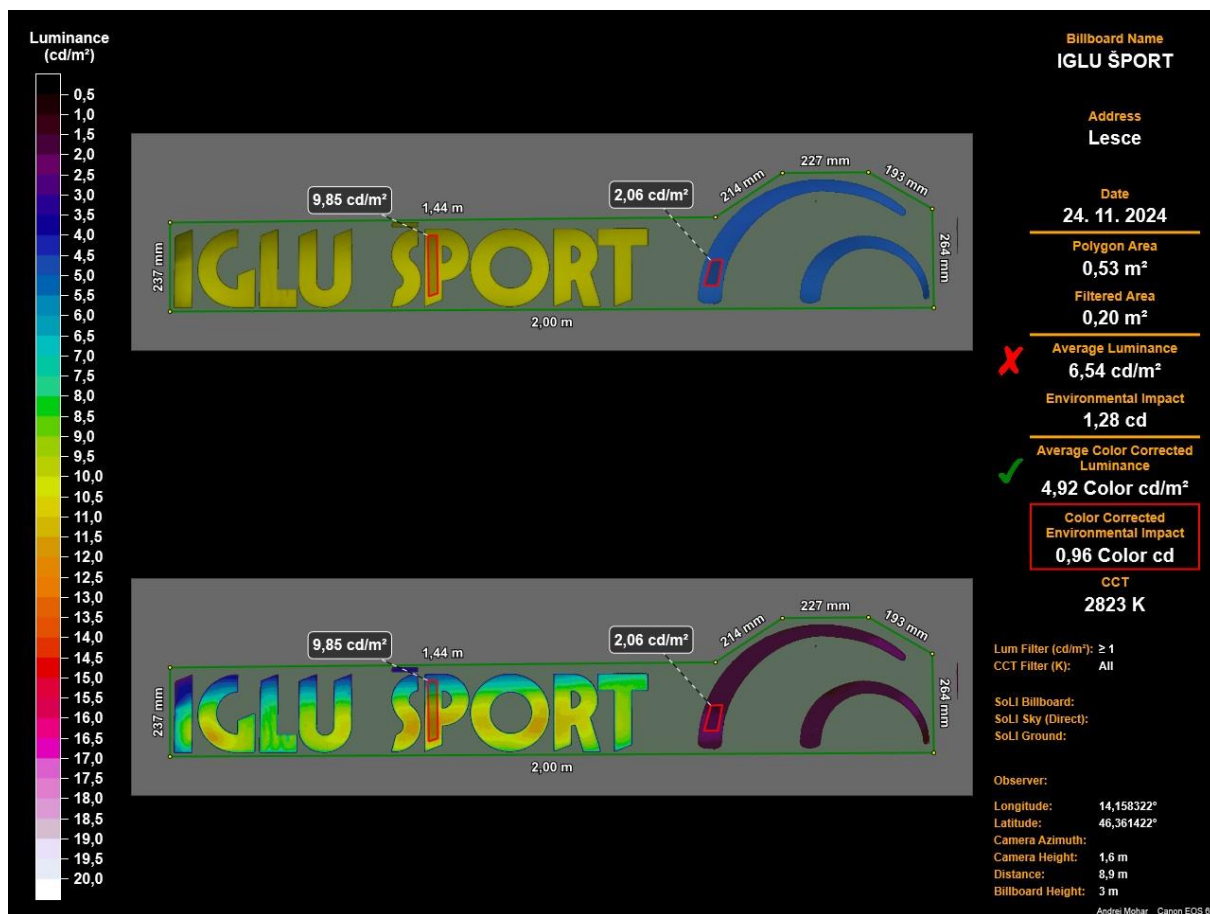 Luminance
(cd/m²)
0,5
1,0
1,5
2,0
2,5
3,0
3,5
4,0
4,5
5,0
5,5
6,0
6,5
7,0
7,5
8,0
8,5
9,0
9,5
10,0
10,5
11,0
11,5
12,0
12,5
13,0
13,5
14,0
14,5
15,0
15,5
16,0
16,5
17,0
17,5
18,0
18,5
19,0
19,5
20,0
227 mm
214 mm
193 mm
9,85 cd/m²
2,06 cd/m²
1,44 m
237 mm
IGLU ŠPORT
264 mm
2,00 m
227 mm
214 mm
193 mm
9,85 cd/m²
2,06 cd/m²
1,44 m
237 mm
IGLU ŠPORT
264 mm
2,00 m
Billboard Name
IGLU ŠPORT
Address
Lesce
Date
24. 11. 2024
Polygon Area
0,53 m²
Filtered Area
0,20 m²
Average Luminance
6,54 cd/m²
Environmental Impact
1,28 cd
Average Color Corrected
Luminance
4,92 Color cd/m²
Color Corrected
Environmental Impact
0,96 Color cd
CCT
2823 K
Lum Filter (cd/m²): ≥ 1
CCT Filter (K): All
SoLI Billboard:
SoLI Sky (Direct):
SoLI Ground:
Observer:
Longitude: 14,158322°
Latitude: 46,361422°
Camera Azimuth:
Camera Height: 1,6 m
Distance: 8,9 m
Billboard Height: 3 m
Andrej Mohar Canon EOS 6